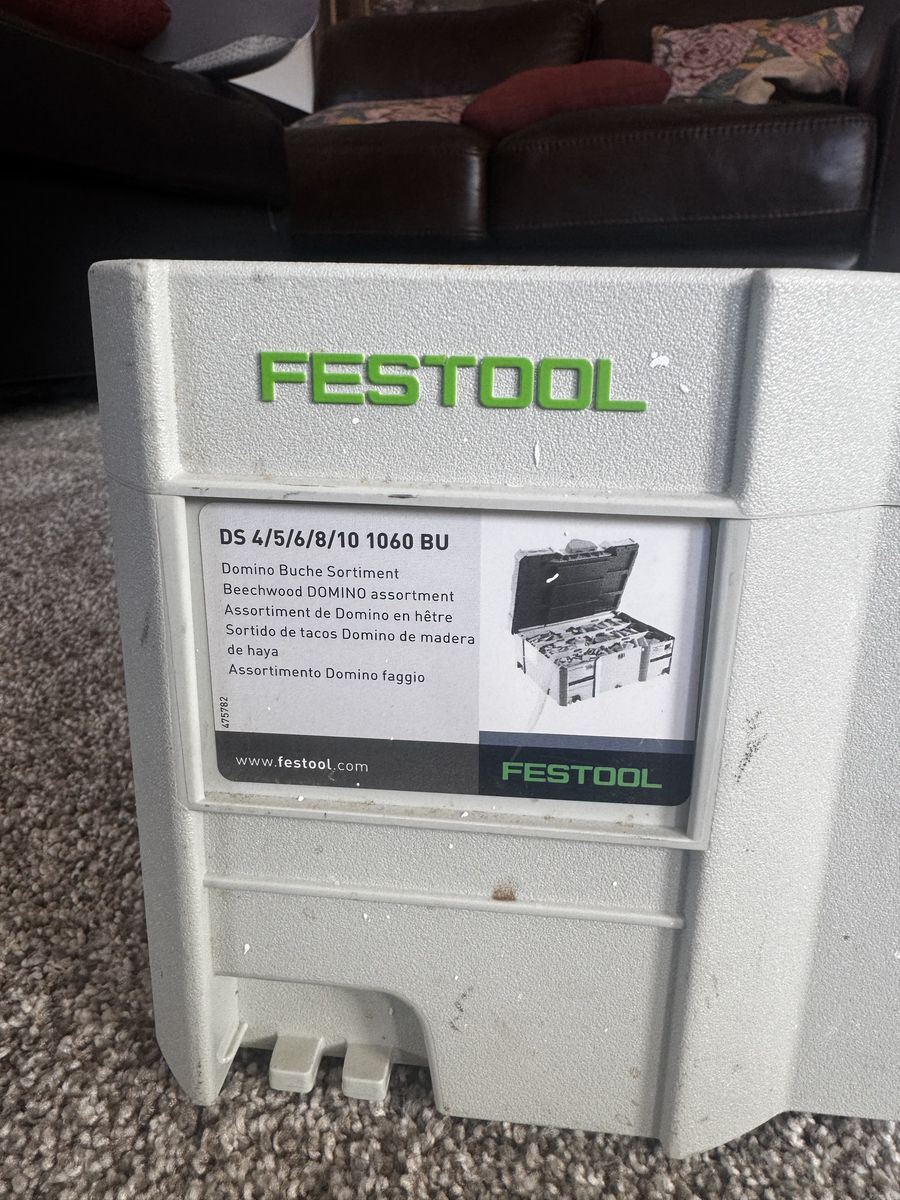 FESTOOL
DS 4/5/6/8/10 1060 BU
Domino Buche Sortiment
Beechwood DOMINO assortment
Assortiment de Domino en hêtre
Sortido de tacos Domino de madera
de haya
Assortimento Domino faggio
475782
www.festool.com
FESTOOL